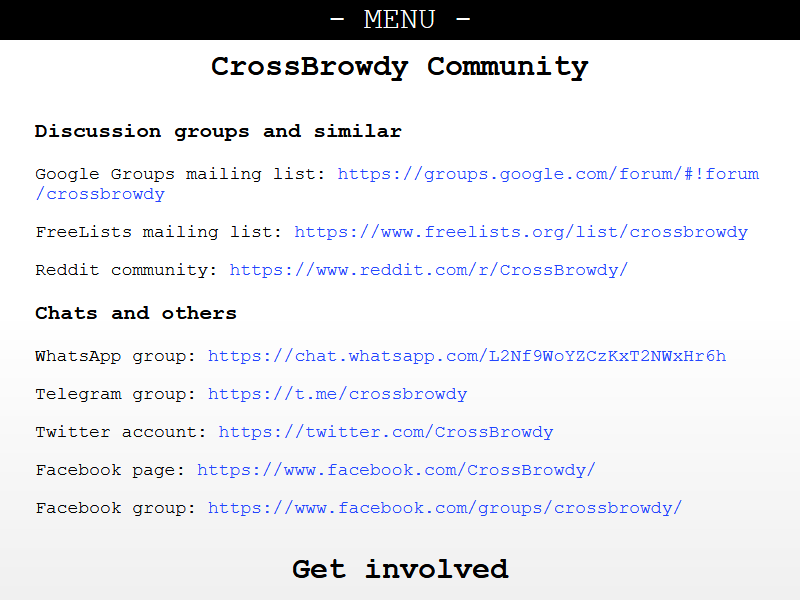 - MENU -
CrossBrowdy Community
Discussion groups and similar
Google Groups mailing list: https://groups.google.com/forum/#!forum
/crossbrowdy
FreeLists mailing list: https://www.freelists.org/list/crossbrowdy
Reddit community: https://www.reddit.com/r/CrossBrowdy/
Chats and others
WhatsApp group: https://chat.whatsapp.com/L2Nf9WoYZCzKxT2NWxHr6h
Telegram group: https://t.me/crossbrowdy
Twitter account: https://twitter.com/CrossBrowdy
Facebook page: https://www.facebook.com/CrossBrowdy/
Facebook group: https://www.facebook.com/groups/crossbrowdy/
Get involved